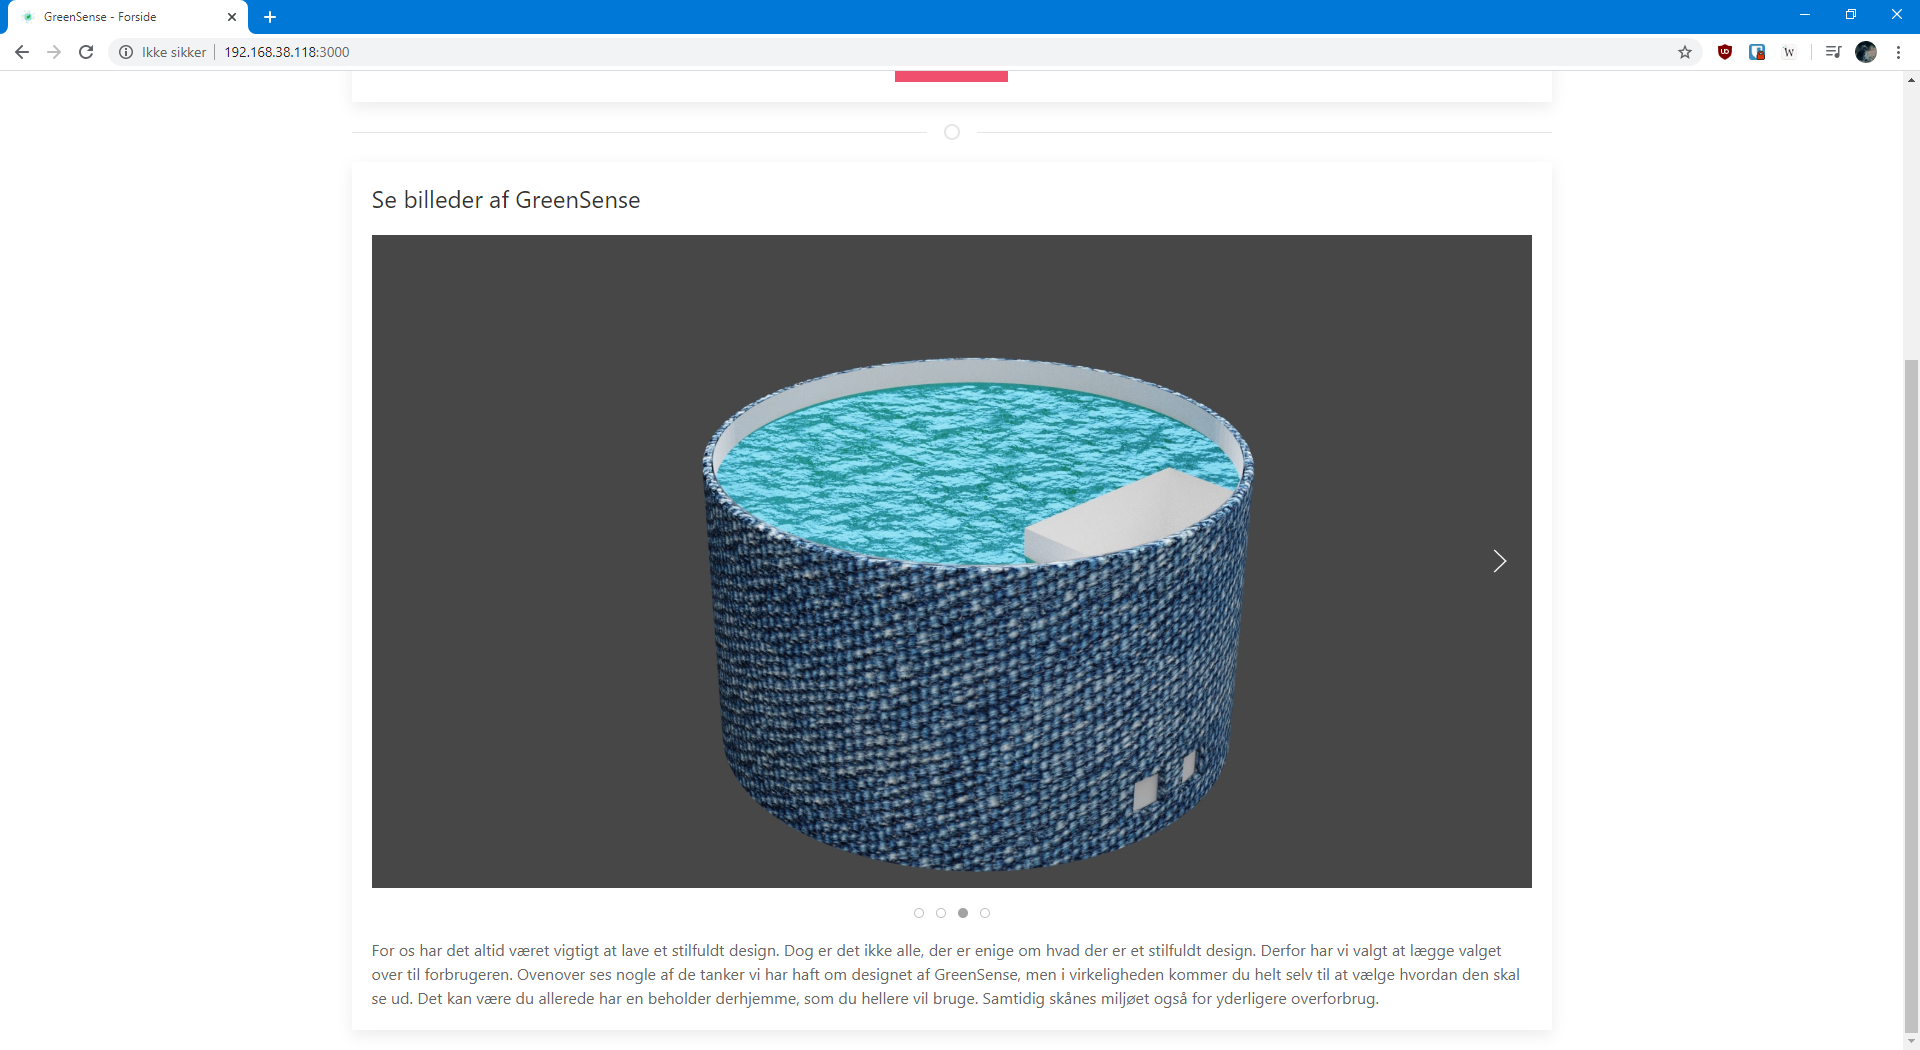 GreenSense - Forside
Ikke sikker
192.168.38.118:3000
Se billeder af GreenSense
For os har det altid været vigtigt at lave et stilfuldt design. Dog er det ikke alle, der er enige om hvad der er et stilfuldt design. Derfor har vi valgt at lægge valget
over til forbrugeren. Ovenover ses nogle af de tanker vi har haft om designet af GreenSense, men i virkeligheden kommer du helt selv til at vælge hvordan den skal
se ud. Det kan være du allerede har en beholder derhjemme, som du hellere vil bruge. Samtidig skånes miljøet også for yderligere overforbrug.